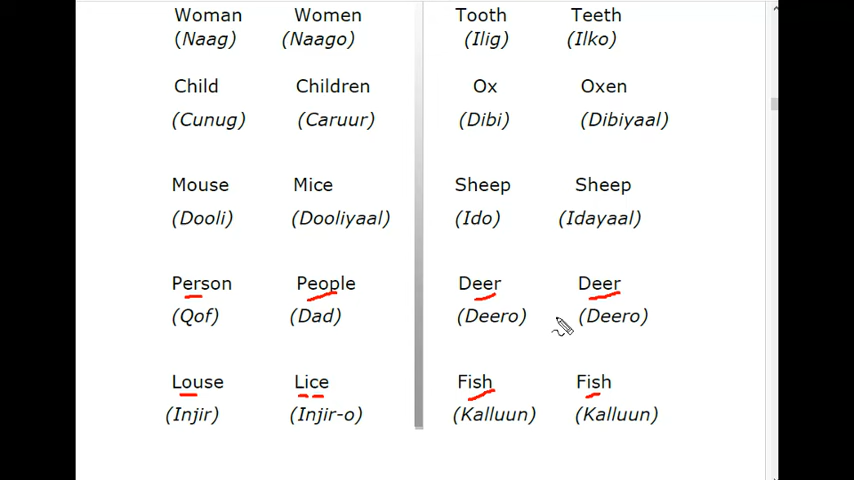 Woman Women
(Naag) (Naago)
Child Children
(Cunug) (Caruur)
Mouse Mice
(Dooli) (Dooliyaal)
Person People
(Qof) (Dad)
Louse Lice
(Injir) (Injir-o)
Tooth Teeth
(Ilig) (Ilko)
Ox Oxen
(Dibi) (Dibiyaal)
Sheep Sheep
(Ido) (Idayaal)
Deer Deer
(Deero) (Deero)
Fish Fish
(Kalluun) (Kalluun)